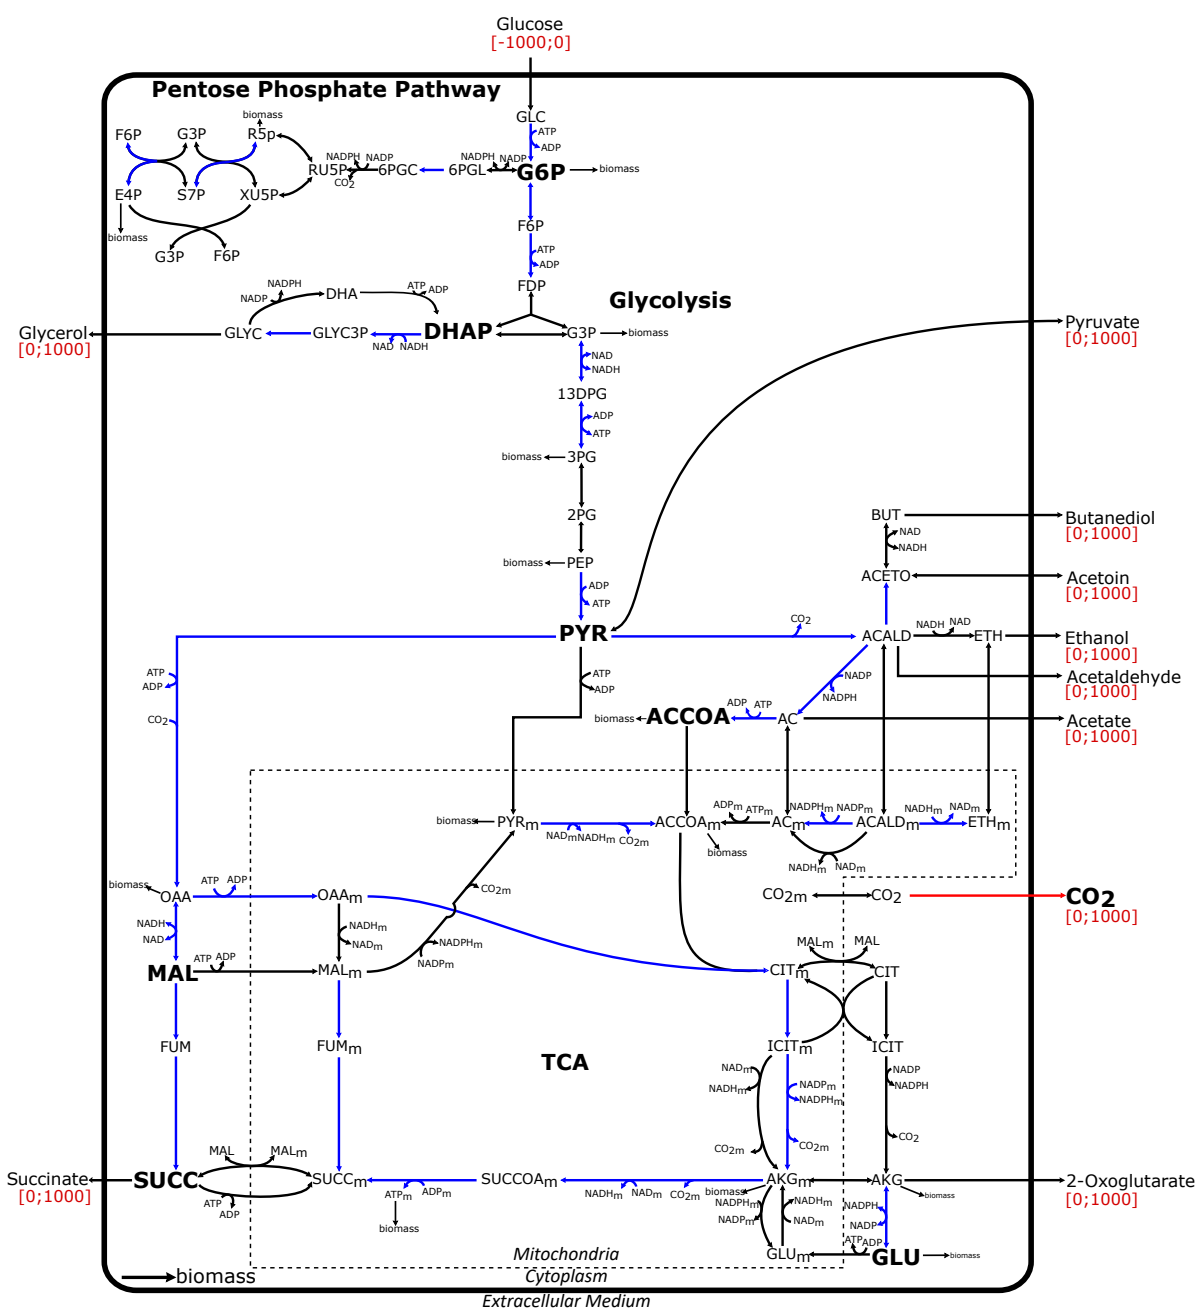 Glucose
[-1000;0]
Pentose Phosphate Pathway
biomass
GLC
F6P G3P R5p
ATP
ADP
NADPH NADP
NADPH NADP
RU5P 6PGC 6PGL G6P biomass
CO2
E4P S7P XU5P
F6P
biomass
G3P F6P
ATP
ADP
NADPH
NADP
DHA
ATP ADP
FDP
Glycolysis
Glycerol
[0;1000]
GLYC GLYC3P DHAP G3P biomass
NAD NADH
Pyruvate
[0;1000]
NAD
NADH
13DPG
ADP
ATP
biomass 3PG
2PG
BUT
Butanediol
[0;1000]
NAD
NADH
biomass PEP
ACETO
Acetoin
[0;1000]
ADP
ATP
CO2
NADH NAD
PYR ACALD ETH
Ethanol
[0;1000]
ATP
ADP
ATP
ADP
NADP
NADPH
Acetaldehyde
[0;1000]
ADP ATP
CO2
biomass ACCOA AC
Acetate
[0;1000]
ADPm ATPm NADPHm NADPm NADHm NADm
biomass PYRm ACCOAm ACm ACALDm ETHm
NADm NADHm CO2m
biomass
NADHm NADm
biomass
OAA
ATP ADP
OAAm
CO2m
CO2m CO2
CO2
[0;1000]
NADH
NAD
NADHm
NADm
NADPHm
NADPm
MALm MAL
MAL
ATP ADP
MALm
CITm CIT
FUM FUMm
TCA
ICITm ICIT
NADm
NADHm
NADPm
NADPHm
NADP
NADPH
CO2m
CO2m
CO2
MAL MALm
Succinate
[0;1000]
SUCC SUCCm SUCCOAm AKGm AKG
2-Oxoglutarate
[0;1000]
ATP
ADP
ATPm ADPm
NADHm NADm CO2m
biomass
biomass
biomass
NADPHm
NADPm
NADHm
NADm
NADPH
NADP
ATP ADP
GLUm GLU biomass
Mitochondria
biomass
Cytoplasm
Extracellular Medium